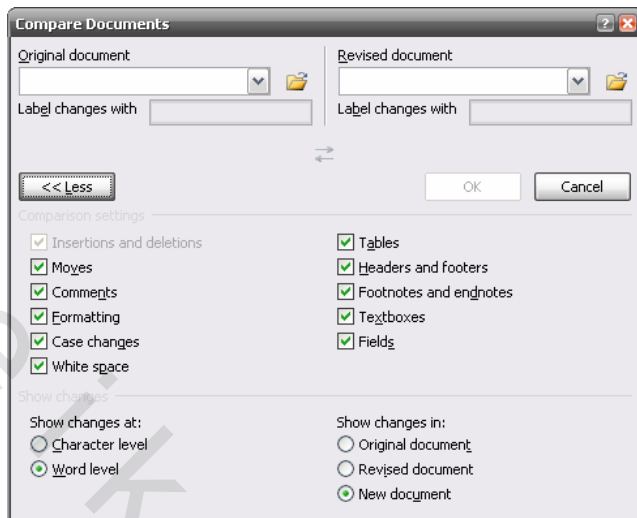 Compare Documents
Original document
Revised document
Label changes with
Label changes with
<< Less
OK
Cancel
Comparison settings
Insertions and deletions
Moves
Comments
Formatting
Case changes
White space
Tables
Headers and footers
Footnotes and endnotes
Textboxes
Fields
Show changes
Show changes at:
Character level
Word level
Show changes in:
Original document
Revised document
New document